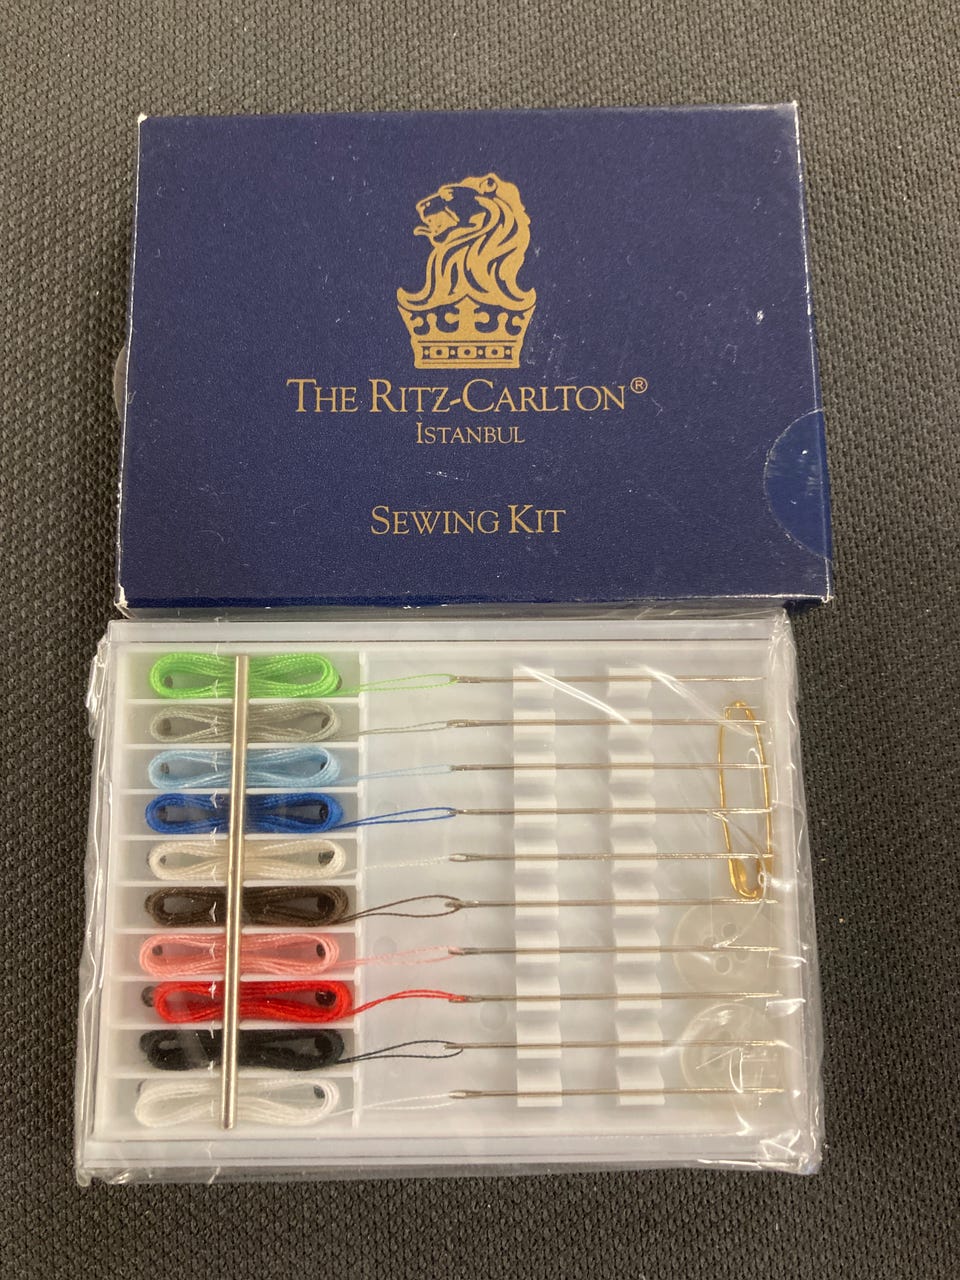 THE RITZ-CARLTON®
ISTANBUL
SEWING KIT